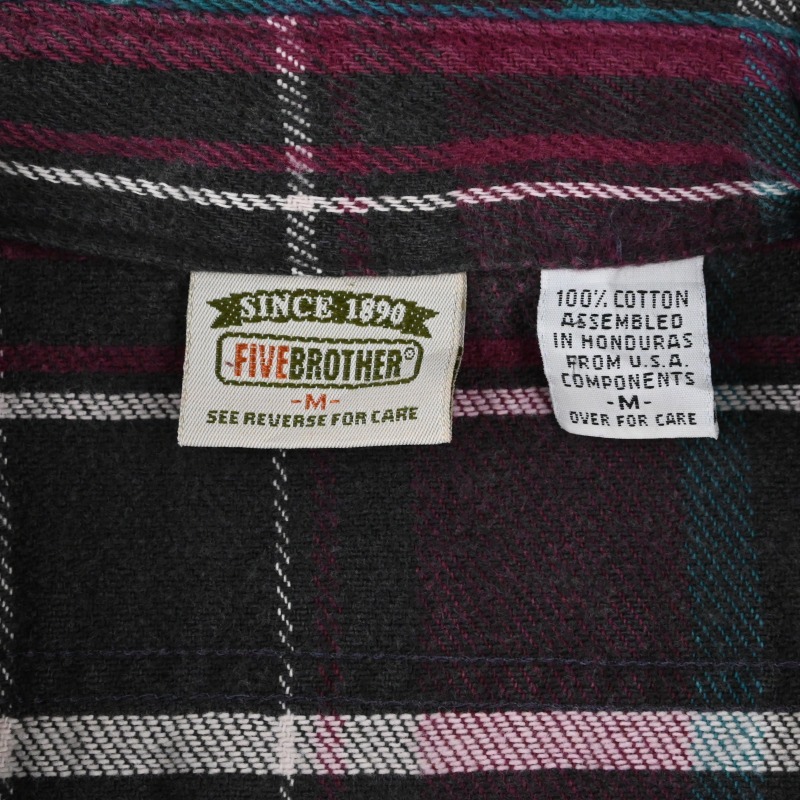 SINCE 1890
FIVEBROTHER®
-M-
SEE REVERSE FOR CARE
100% COTTON
ASSEMBLED
IN HONDURAS
FROM U.S.A.
COMPONENTS
-M-
OVER FOR CARE